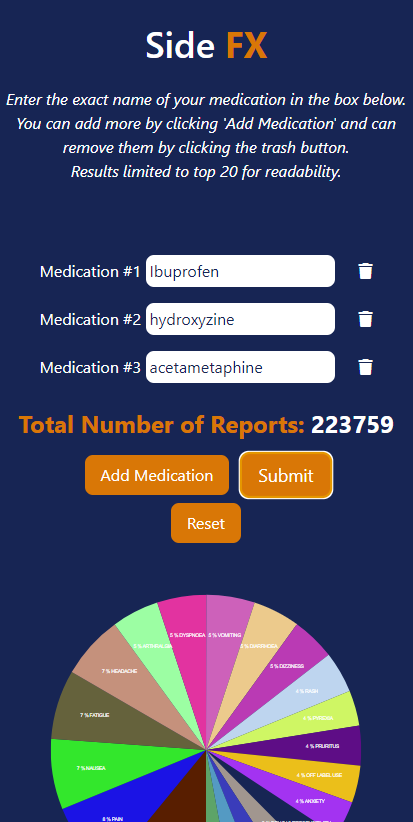 Side FX
Enter the exact name of your medication in the box below.
You can add more by clicking 'Add Medication' and can
remove them by clicking the trash button.
Results limited to top 20 for readability.
Medication #1 Ibuprofen
Medication #2 hydroxyzine
Medication #3 acetametaphine
Total Number of Reports: 223759
Add Medication
Submit
Reset
5 % DYSPNOEA
5 % VOMITING
5 % DIARRHOEA
5 % DIZZINESS
7 % HEADACHE
4 % RASH
7 % FATIGUE
4 % PYREXIA
4 % PRURITUS
7 % NAUSEA
4 % OFF LABEL USE
4 % ANXIETY
8 % PAIN